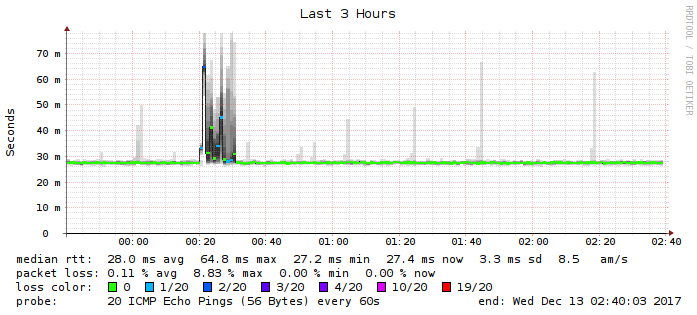 Last 3 Hours
RRDTOOL / TOBI OETIKER
Seconds
70 m
60 m
50 m
40 m
30 m
20 m
10 m
0
00:00 00:20 00:40 01:00 01:20 01:40 02:00 02:20 02:40
median rtt: 28.0 ms avg 64.8 ms max 27.2 ms min 27.4 ms now 3.3 ms sd 8.5 am/s
packet loss: 0.11 % avg 8.83 % max 0.00 % min 0.00 % now
loss color: 0 1/20 2/20 3/20 4/20 10/20 19/20
probe: 20 ICMP Echo Pings (56 Bytes) every 60s end: Wed Dec 13 02:40:03 2017